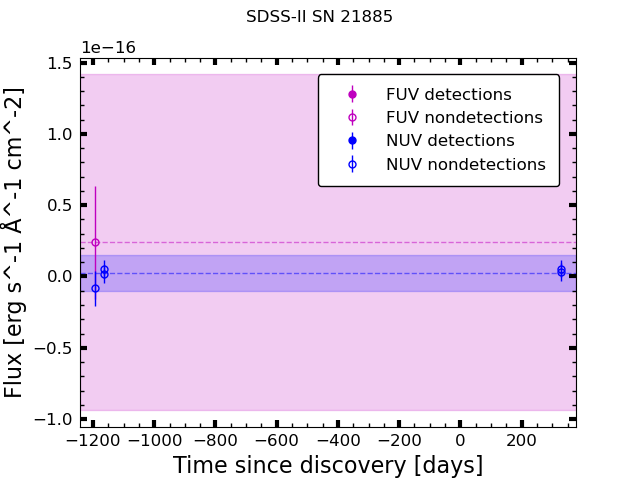 SDSS-II SN 21885
1e−16
1.5
1.0
0.5
0.0
−0.5
−1.0
Flux [erg s^-1 Å^-1 cm^-2]
FUV detections
FUV nondetections
NUV detections
NUV nondetections
−1200 −1000 −800 −600 −400 −200 0 200
Time since discovery [days]